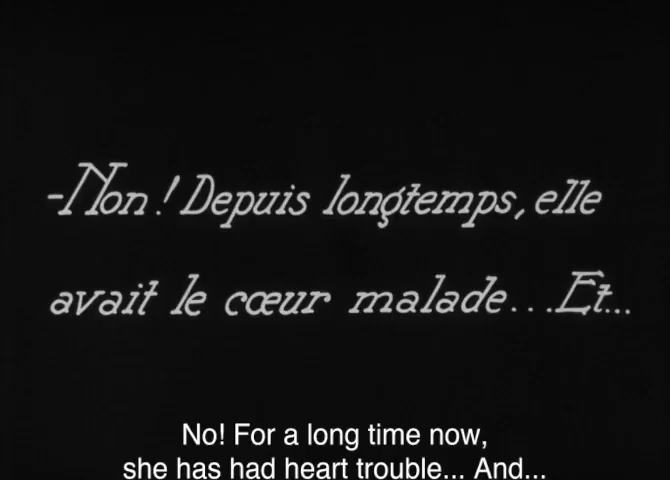 -Non! Depuis longtemps, elle
avait le cœur malade...Et...
No! For a long time now,
she has had heart trouble... And...